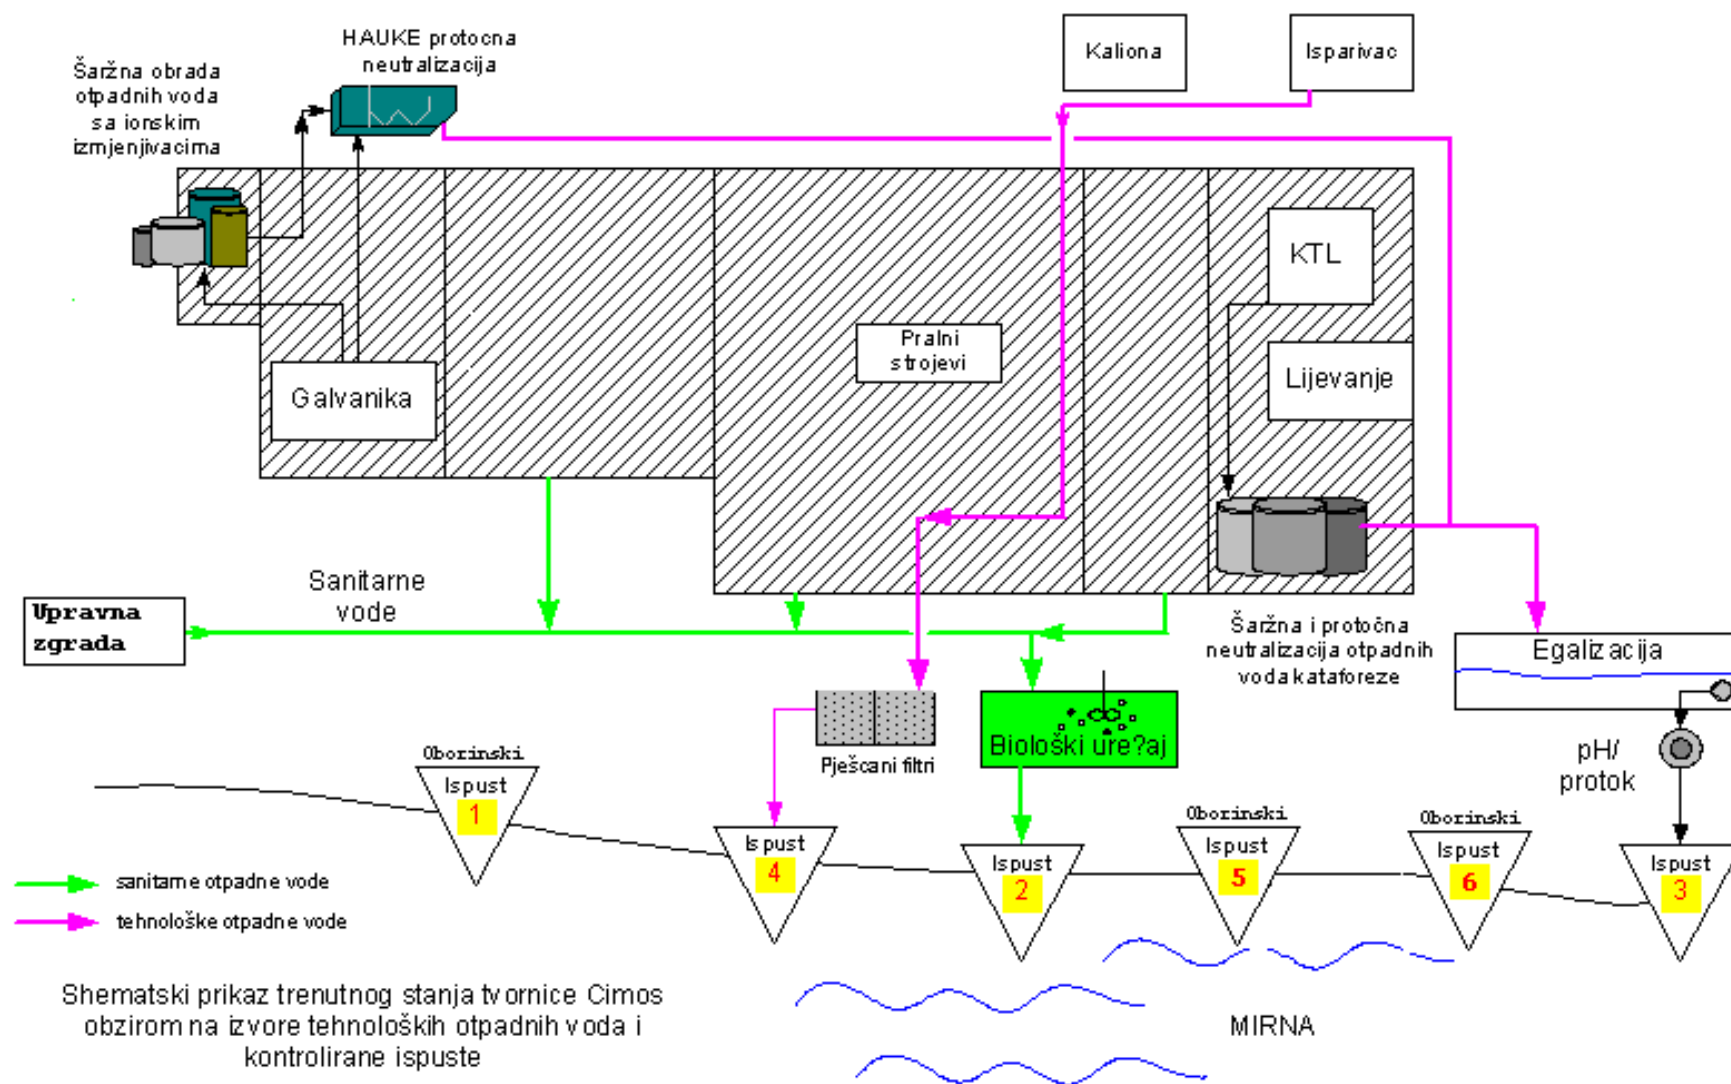 HAUKE protocna
neutralizacija
Šaržna obrada
otpadnih voda
sa ionskim
izmjenjivacima
Kaliona
Isparivac
KTL
Pralni
strojevi
Lijevanje
Galvanika
Sanitarne
vode
Upravna
zgrada
Šaržna i protočna
neutralizacija otpadnih
voda kataforeze
Egalizacija
Biološki ure?aj
Pješcani filtri
pH/
protok
Oborinski
Ispust
1
Ispust
4
Ispust
2
Oborinski
Ispust
5
Oborinski
Ispust
6
Ispust
3
sanitarne otpadne vode
tehnološke otpadne vode
Shematski prikaz trenutnog stanja tvornice Cimos
obzirom na izvore tehnoloških otpadnih voda i
kontrolirane ispuste
MIRNA